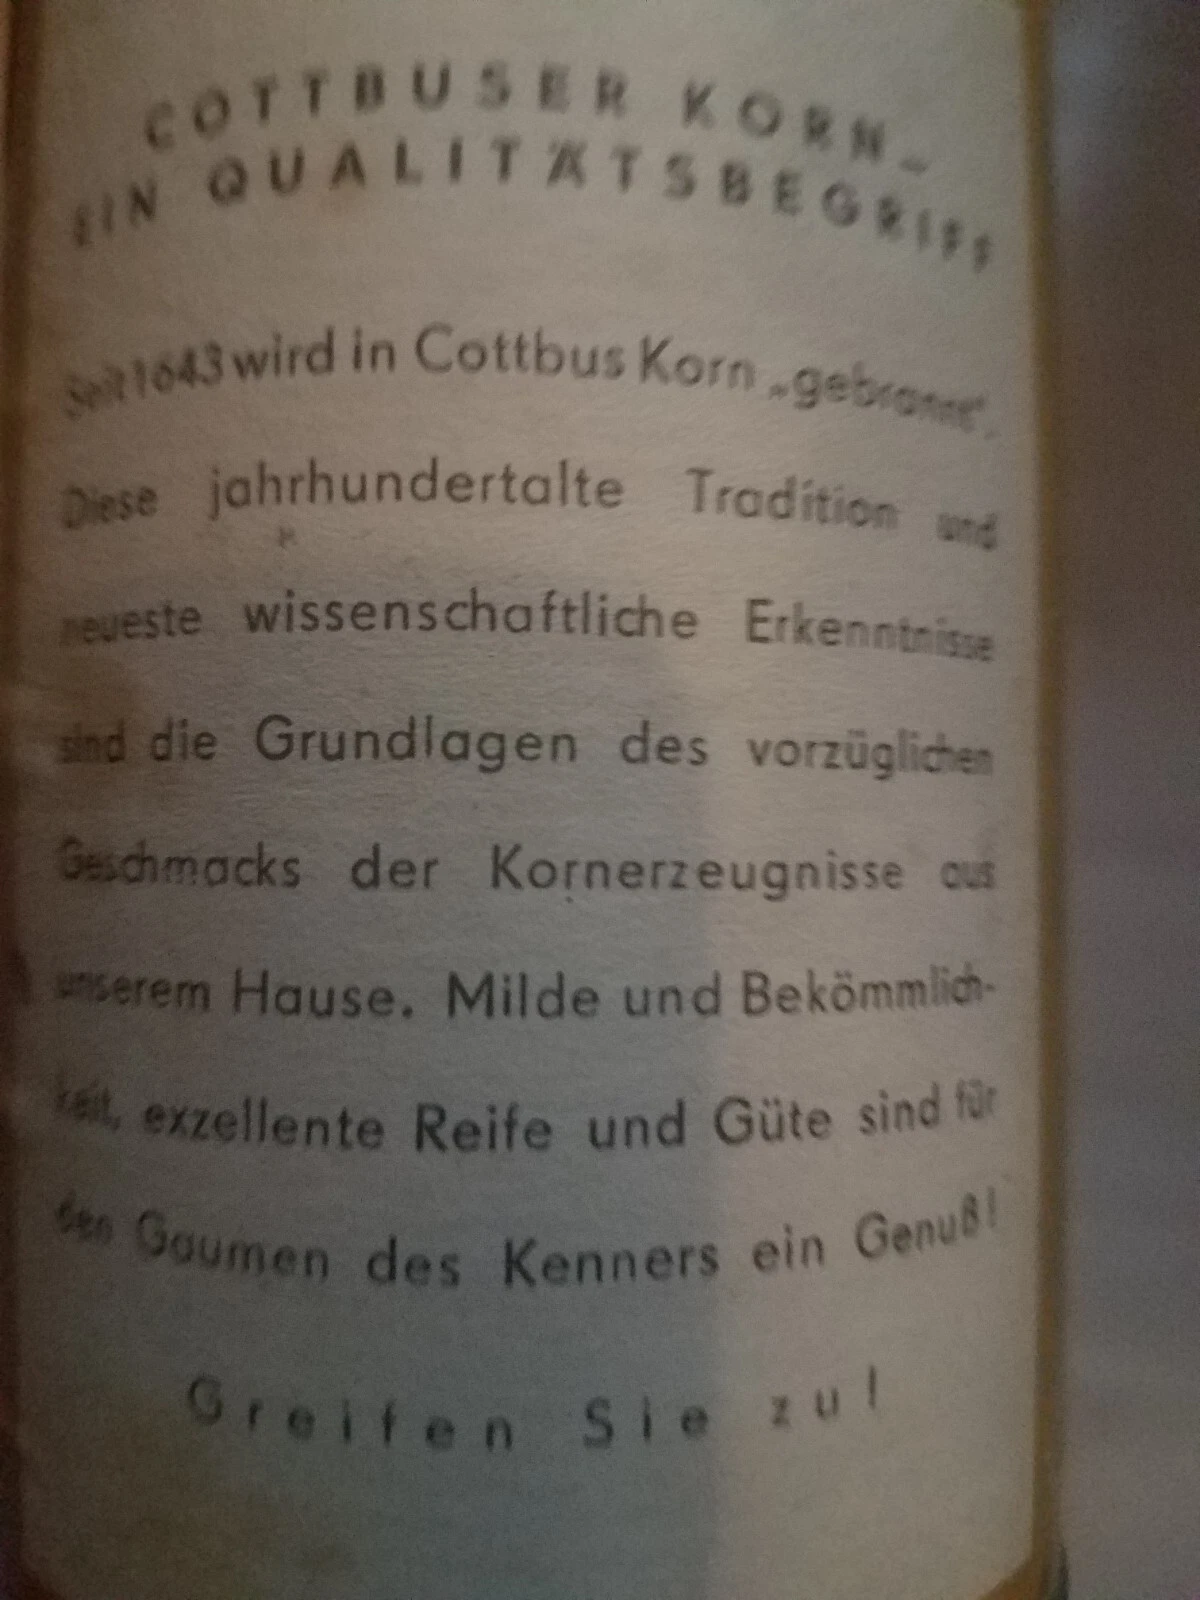 COTTBUSER KORN –
EIN QUALITÄTSBEGRIFF
Seit 1643 wird in Cottbus Korn „gebrannt“.
Diese jahrhundertalte Tradition und
neueste wissenschaftliche Erkenntnisse
sind die Grundlagen des vorzüglichen
Geschmacks der Kornerzeugnisse aus
unserem Hause. Milde und Bekömmlich-
keit, exzellente Reife und Güte sind für
den Gaumen des Kenners ein Genuß!
Greifen Sie zu!